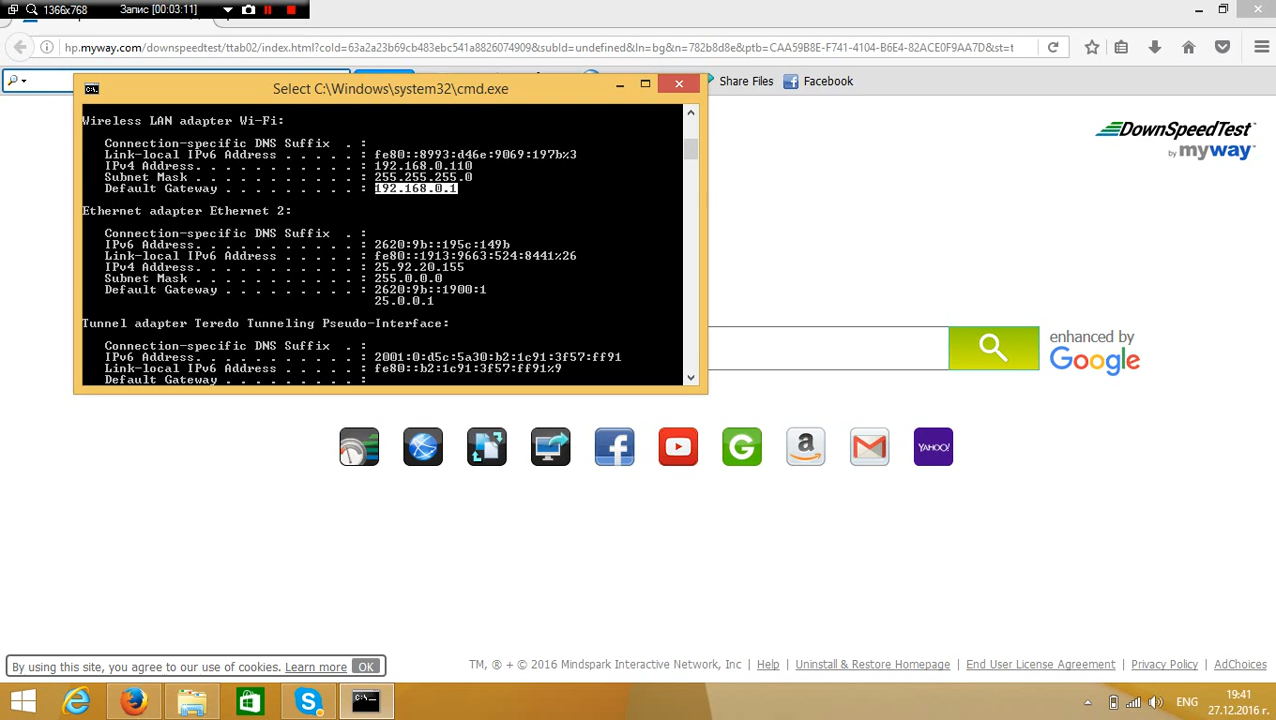 1366x768 Запис [00:03:11]
hp.myway.com/downspeedtest/ttab02/index.html?coId=63a2a23b69cb483ebc541a8826074909&subId=undefined&ln=bg&n=782b8d8e&ptb=CAA59B8E-F741-4104-B6E4-82ACE0F9AA7D&st=t
Share Files Facebook
Select C:\Windows\system32\cmd.exe
Wireless LAN adapter Wi-Fi:
Connection-specific DNS Suffix . :
Link-local IPv6 Address . . . . . : fe80::8993:d46e:9069:197b%3
IPv4 Address. . . . . . . . . . . : 192.168.0.110
Subnet Mask . . . . . . . . . . . : 255.255.255.0
Default Gateway . . . . . . . . . : 192.168.0.1
Ethernet adapter Ethernet 2:
Connection-specific DNS Suffix . :
IPv6 Address. . . . . . . . . . . : 2620:9b::195c:149b
Link-local IPv6 Address . . . . . : fe80::1913:9663:524:8441%26
IPv4 Address. . . . . . . . . . . : 25.92.20.155
Subnet Mask . . . . . . . . . . . : 255.0.0.0
Default Gateway . . . . . . . . . : 2620:9b::1900:1
25.0.0.1
Tunnel adapter Teredo Tunneling Pseudo-Interface:
Connection-specific DNS Suffix . :
IPv6 Address. . . . . . . . . . . : 2001:0:d5c:5a30:b2:1c91:3f57:ff91
Link-local IPv6 Address . . . . . : fe80::b2:1c91:3f57:ff91%9
Default Gateway . . . . . . . . . :
DownSpeedTest
by myway
enhanced by
Google
YAHOO!
By using this site, you agree to our use of cookies. Learn more OK
TM, ® + © 2016 Mindspark Interactive Network, Inc | Help | Uninstall & Restore Homepage | End User License Agreement | Privacy Policy | AdChoices
БЕГ
19:41
27.12.2016 г.